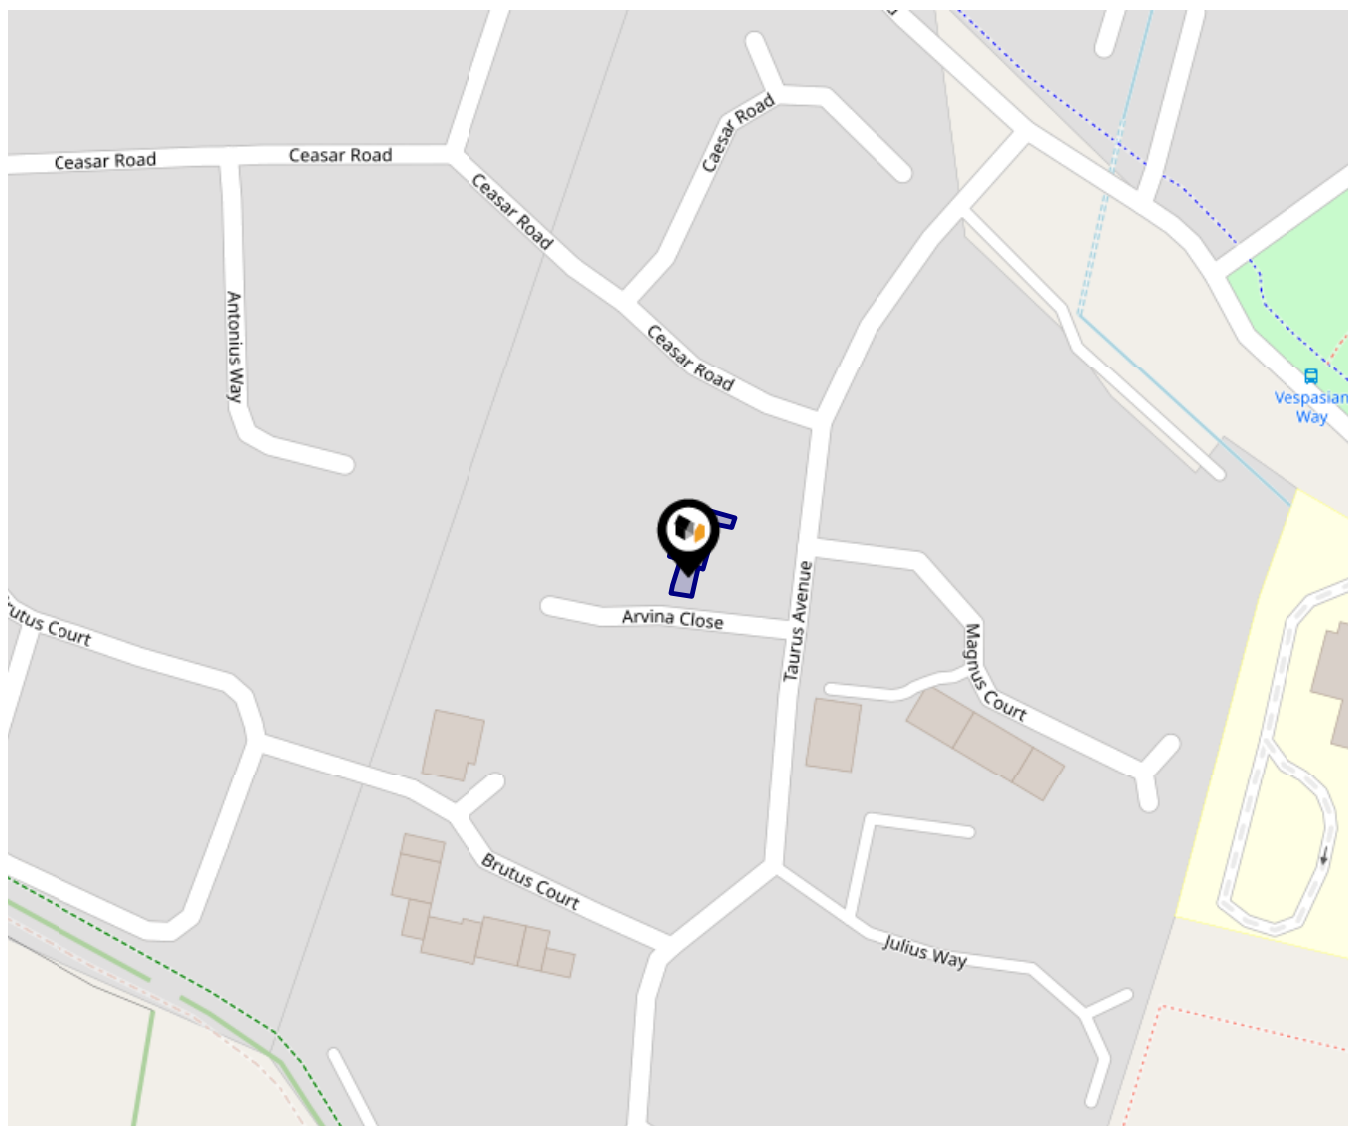 Ceasar Road
Ceasar Road
Caesar Road
Ceasar Road
Antonius Way
Ceasar Road
Vespasian
Way
Arvina Close
Taurus Avenue
rutus Court
Magnus Court
Brutus Court
Julius Way